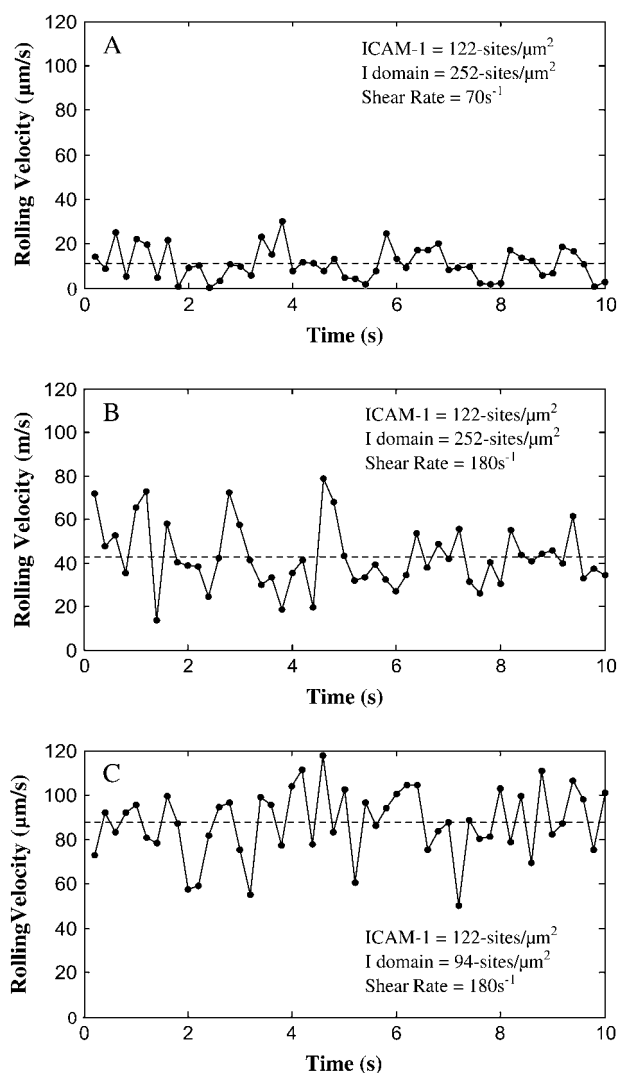 A
ICAM-1 = 122-sites/μm²
I domain = 252-sites/μm²
Shear Rate = 70s⁻¹
Rolling Velocity (μm/s)
120
100
80
60
40
20
0
0 2 4 6 8 10
Time (s)
B
ICAM-1 = 122-sites/μm²
I domain = 252-sites/μm²
Shear Rate = 180s⁻¹
Rolling Velocity (m/s)
120
100
80
60
40
20
0
0 2 4 6 8 10
Time (s)
C
RollingVelocity (μm/s)
120
100
80
60
40
20
0
ICAM-1 = 122-sites/μm²
I domain = 94-sites/μm²
Shear Rate = 180s⁻¹
0 2 4 6 8 10
Time (s)